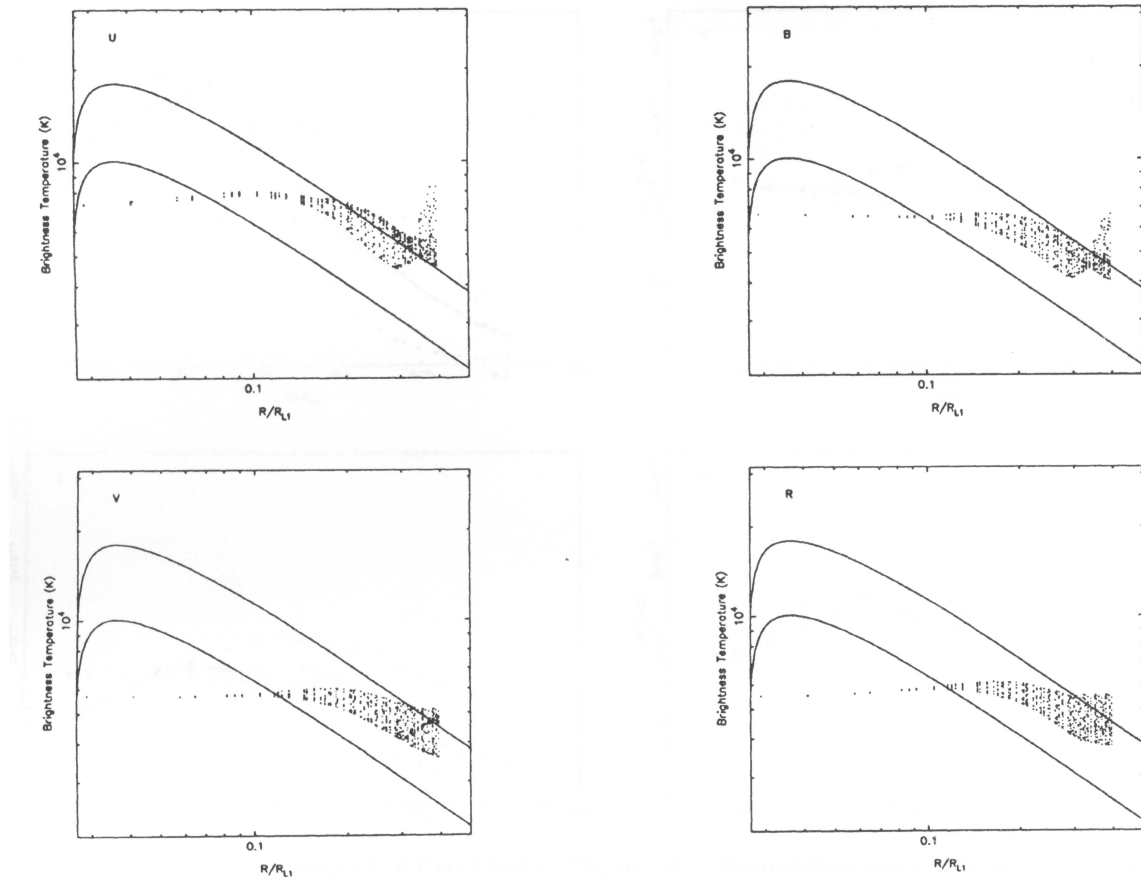 U
Brightness Temperature (K)
10⁴
0.1
R/R_L1
B
Brightness Temperature (K)
10⁴
0.1
R/R_L1
V
Brightness Temperature (K)
10⁴
0.1
R/R_L1
R
Brightness Temperature (K)
10⁴
0.1
R/R_L1